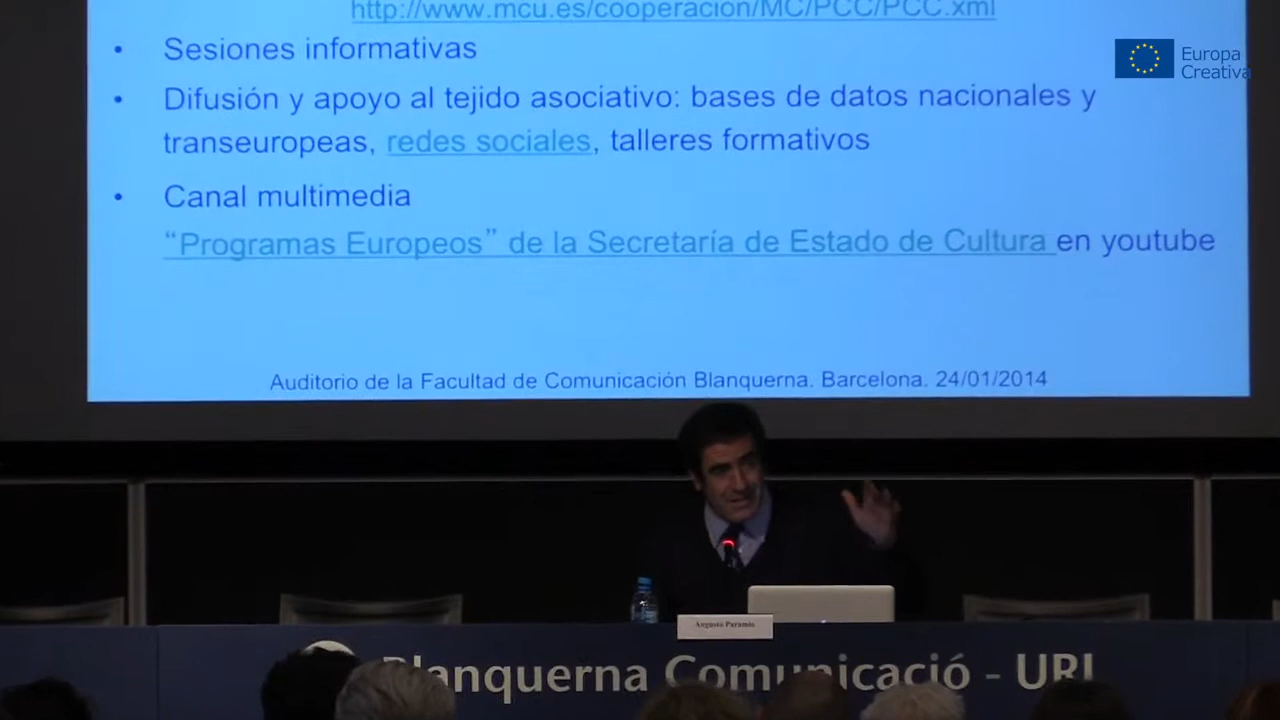 http://www.mcu.es/cooperacion/MC/PCC/PCC.xml
• Sesiones informativas
Europa
Creativa
• Difusión y apoyo al tejido asociativo: bases de datos nacionales y
transeuropeas, redes sociales, talleres formativos
• Canal multimedia
“Programas Europeos” de la Secretaría de Estado de Cultura en youtube
Auditorio de la Facultad de Comunicación Blanquerna. Barcelona. 24/01/2014
Augusto Paramio
Blanquerna Comunicació - URL